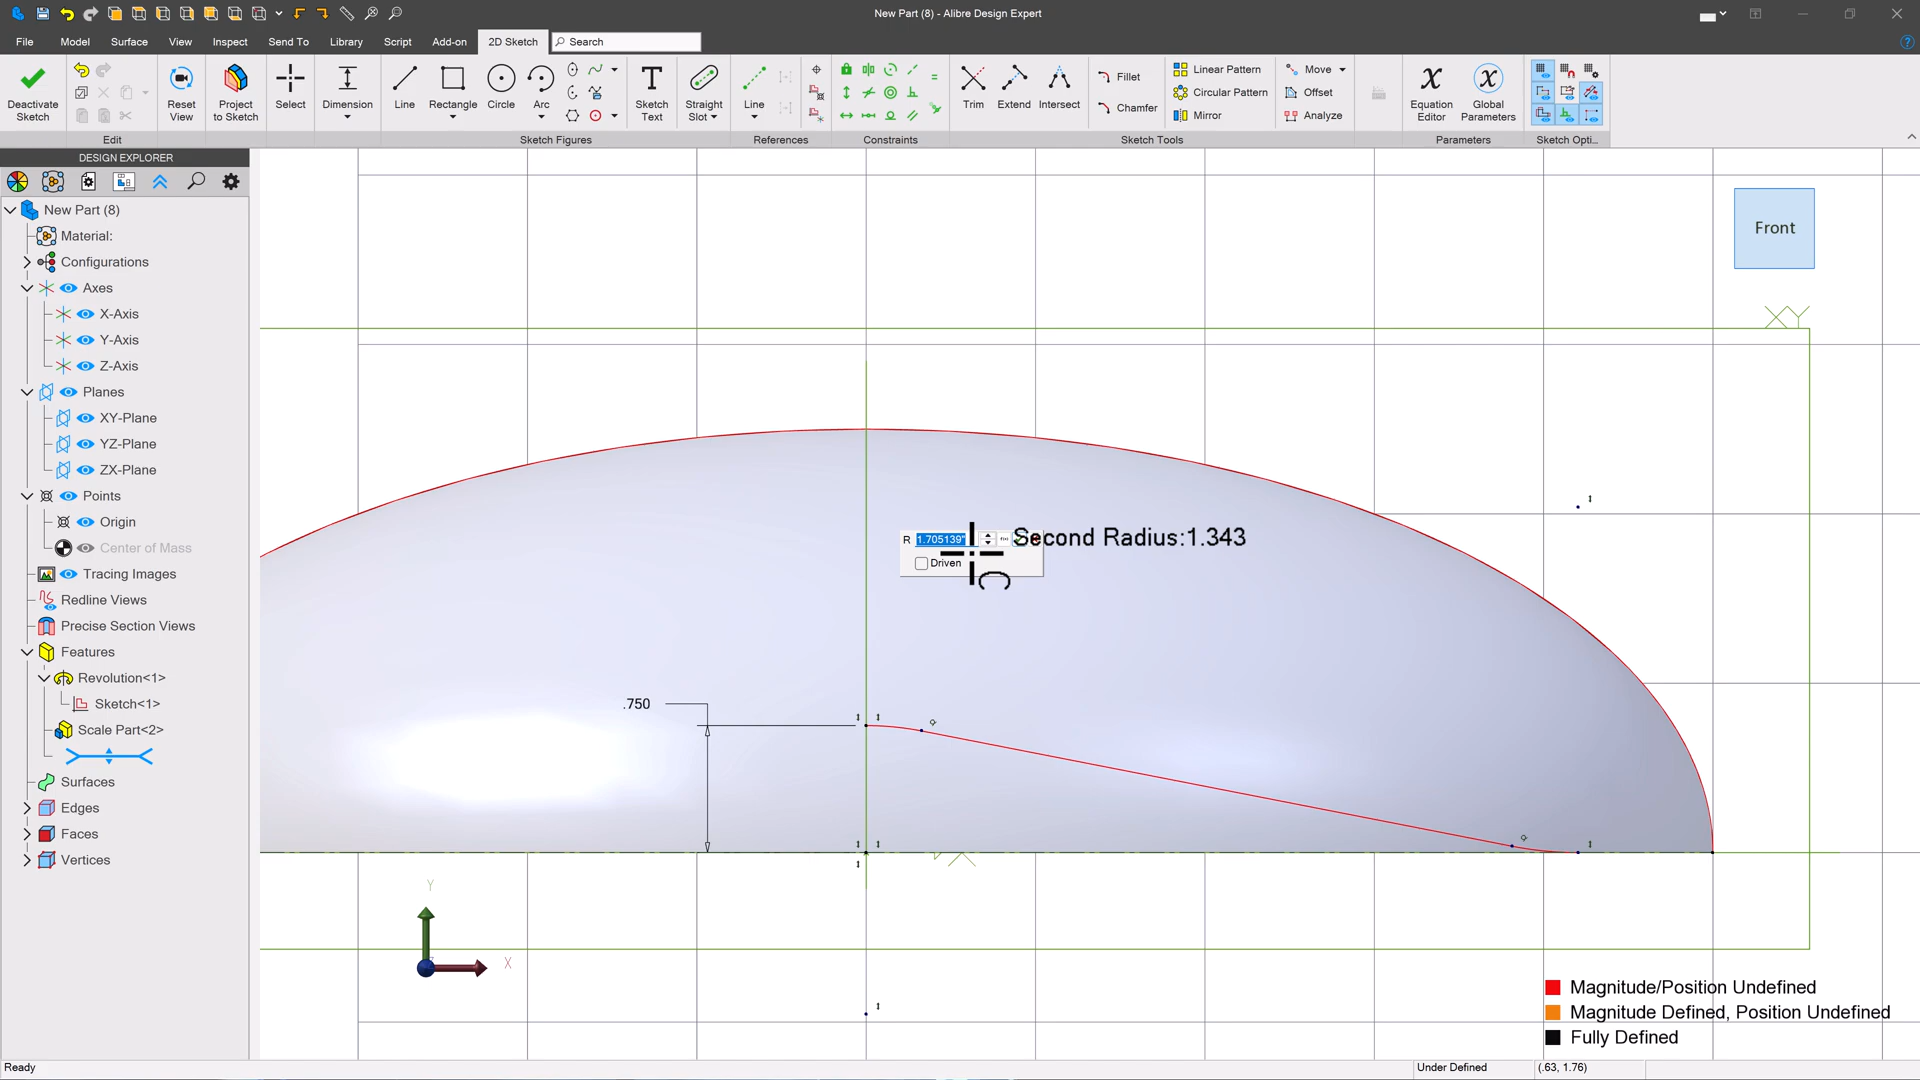 New Part (8) - Alibre Design Expert
File Model Surface View Inspect Send To Library Script Add-on 2D Sketch Search
Deactivate Sketch
Reset View
Project to Sketch
Select
Dimension
Line
Rectangle
Circle
Arc
Sketch Text
Straight Slot
Line
Trim
Extend
Intersect
Fillet
Chamfer
Linear Pattern
Circular Pattern
Mirror
Move
Offset
Analyze
Equation Editor
Global Parameters
Edit
Sketch Figures
References
Constraints
Sketch Tools
Parameters
Sketch Opti...
DESIGN EXPLORER
New Part (8)
Material:
Configurations
Axes
X-Axis
Y-Axis
Z-Axis
Planes
XY-Plane
YZ-Plane
ZX-Plane
Points
Origin
Center of Mass
Tracing Images
Redline Views
Precise Section Views
Features
Revolution<1>
Sketch<1>
Scale Part<2>
Surfaces
Edges
Faces
Vertices
Front
XY
R 1.705139"
Driven
Second Radius:1.343
.750
Y
X
Magnitude/Position Undefined
Magnitude Defined, Position Undefined
Fully Defined
Ready
Under Defined
(.63, 1.76)